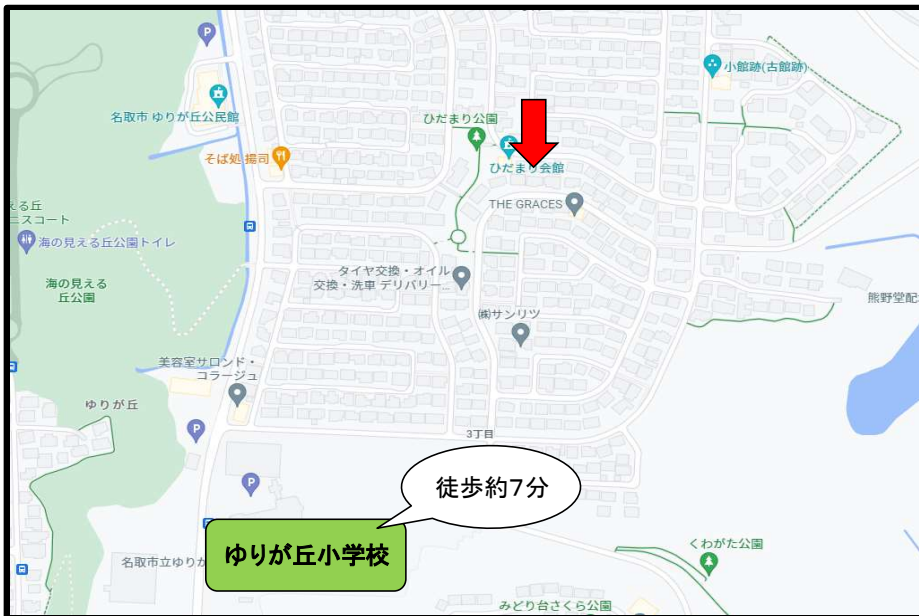 P
小館跡(古館跡)
名取市 ゆりが丘公民館
ひだまり公園
そば処 揚司
ひだまり会館
THE GRACES
える丘
ニスコート
海の見える丘公園トイレ
タイヤ交換・オイル
交換・洗車 デリバリー...
海の見える
丘公園
熊野堂配
㈱サンリツ
美容室サロンド・
コラージュ
ゆりが丘
P
3丁目
P
徒歩約7分
ゆりが丘小学校
名取市立ゆりが
くわがた公園
みどり台さくら公園